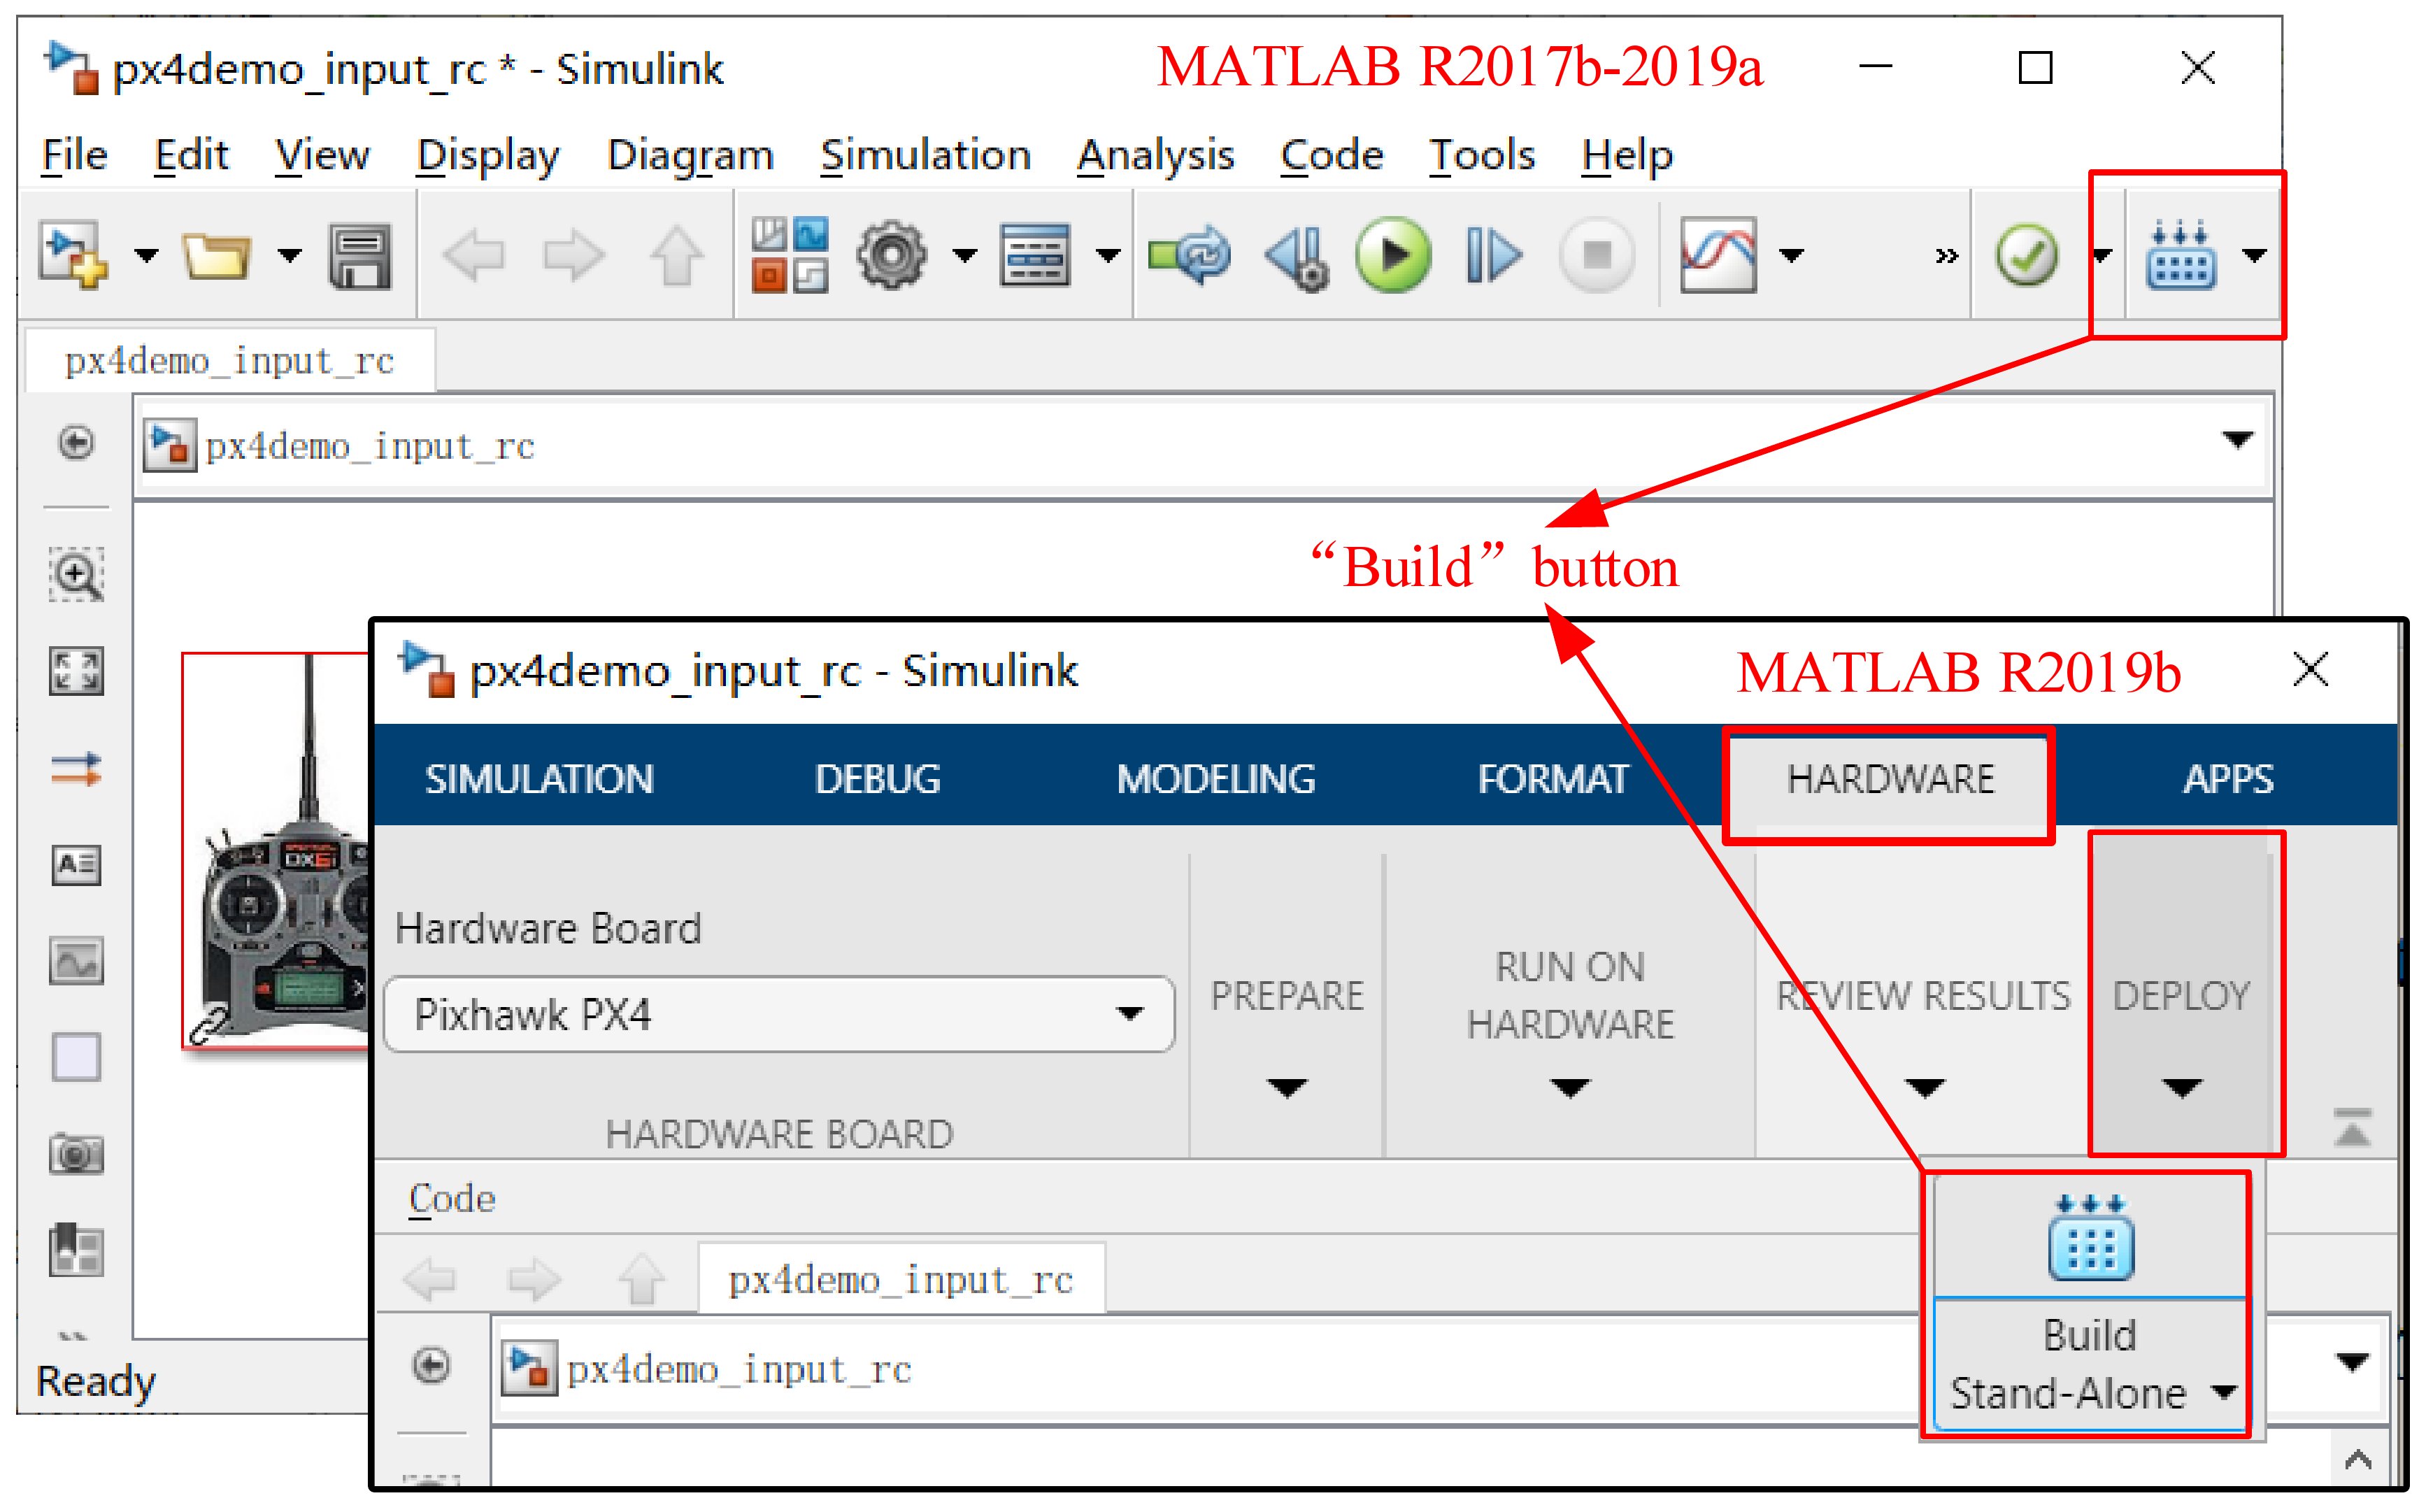 px4demo_input_rc * - Simulink
MATLAB R2017b-2019a
File Edit View Display Diagram Simulation Analysis Code Tools Help
px4demo_input_rc
px4demo_input_rc
“Build” button
px4demo_input_rc - Simulink
MATLAB R2019b
SIMULATION DEBUG MODELING FORMAT HARDWARE APPS
DX6i
Hardware Board
Pixhawk PX4
HARDWARE BOARD
PREPARE
RUN ON
HARDWARE
REVIEW RESULTS
DEPLOY
Code
px4demo_input_rc
px4demo_input_rc
Build
Stand-Alone
Ready